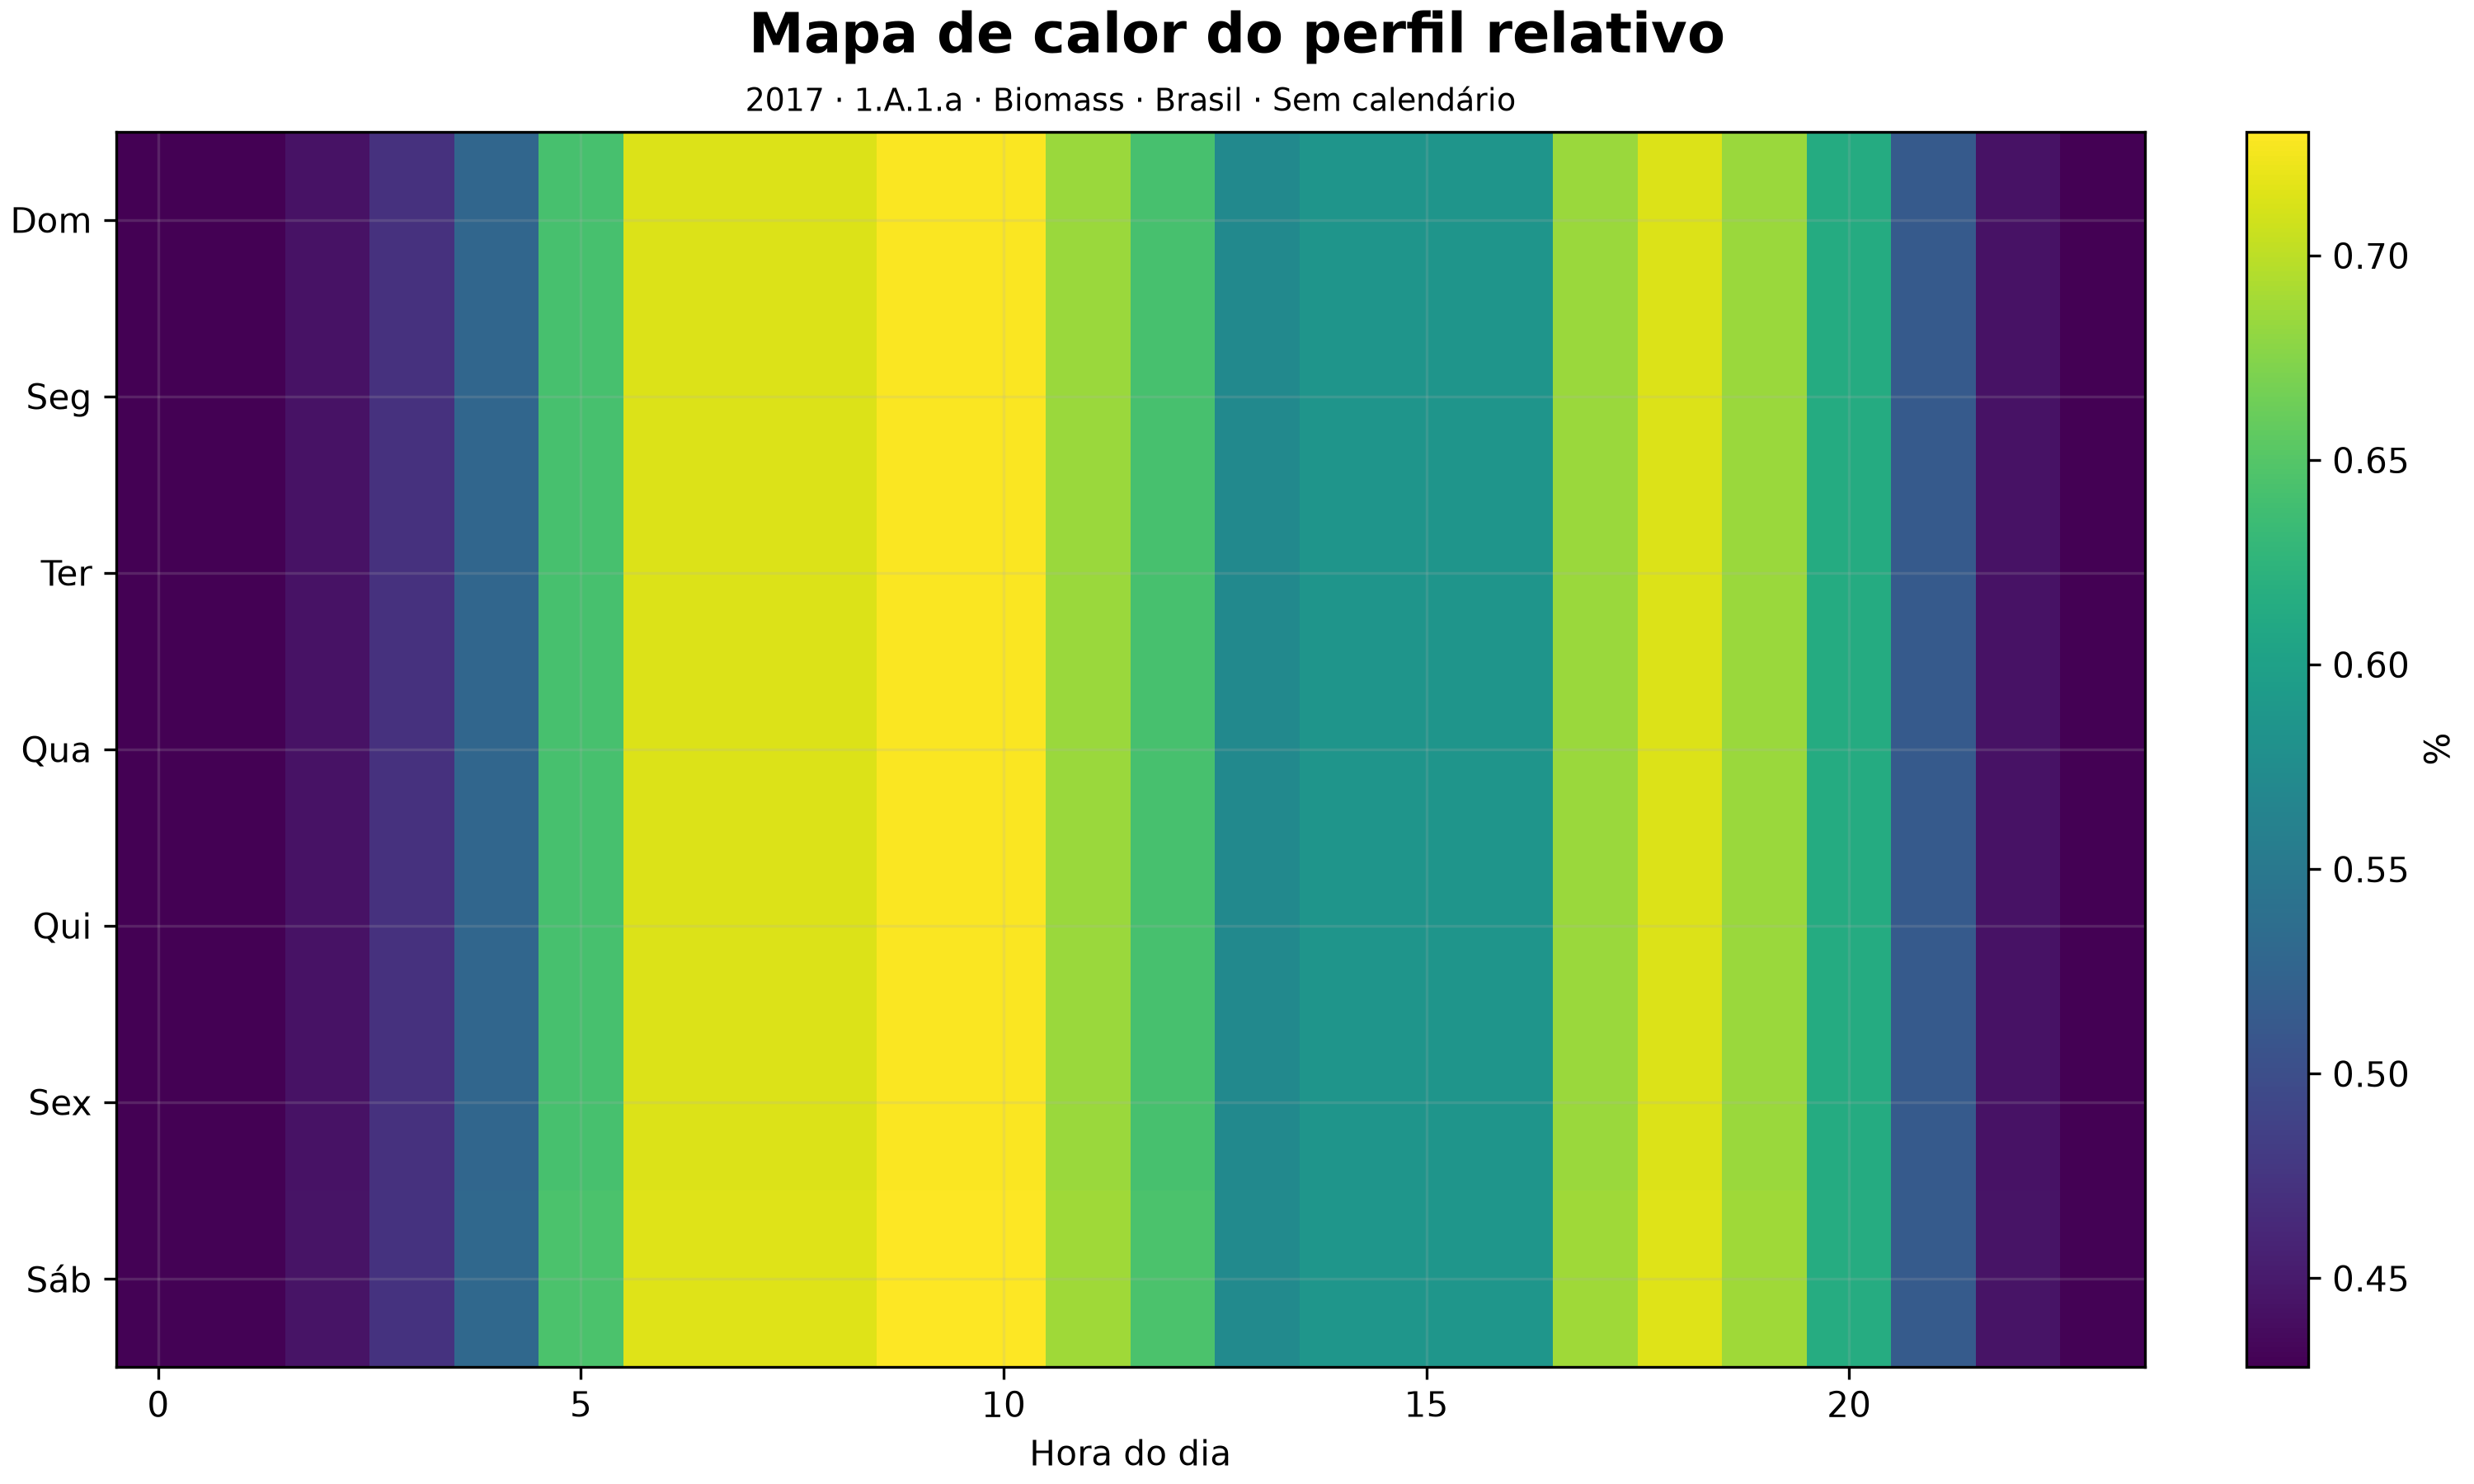 Mapa de calor do perfil relativo
2017 · 1.A.1.a · Biomass · Brasil · Sem calendário
Dom
Seg
Ter
Qua
Qui
Sex
Sáb
0 5 10 15 20
Hora do dia
0.70
0.65
0.60
0.55
0.50
0.45
%